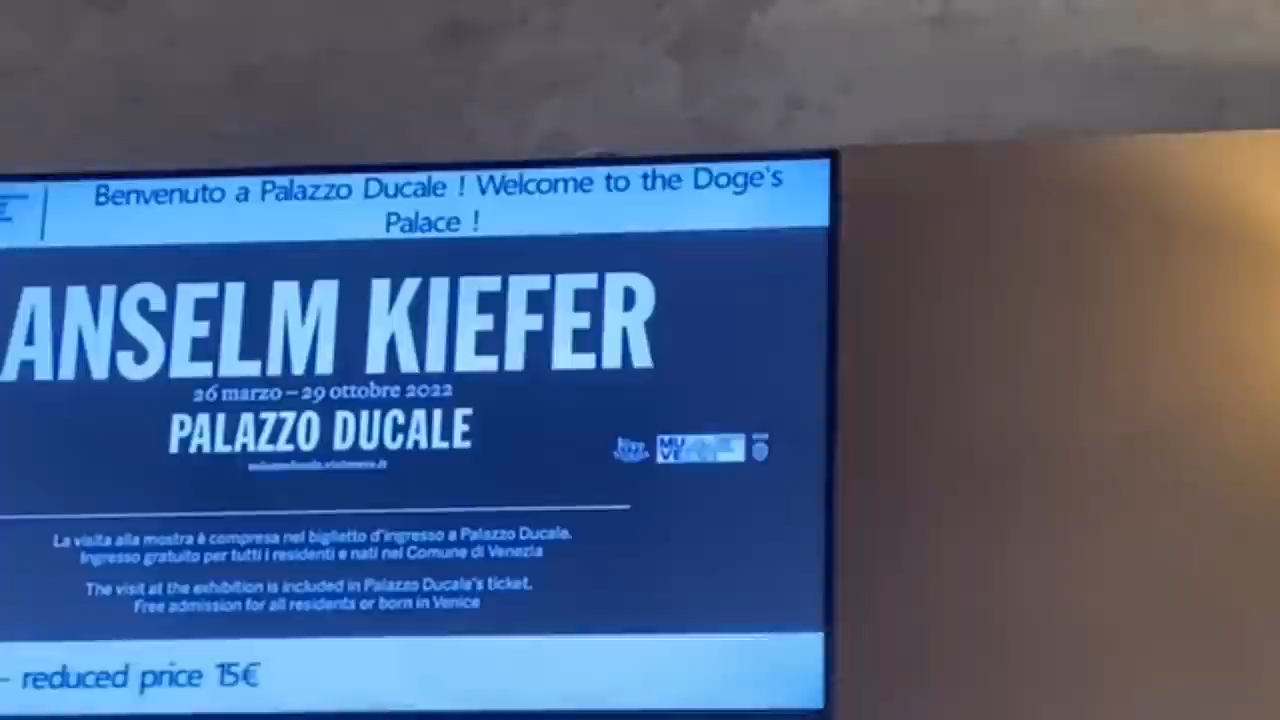 Benvenuto a Palazzo Ducale ! Welcome to the Doge's
Palace !
ANSELM KIEFER
26 marzo – 29 ottobre 2022
PALAZZO DUCALE
MU
VE
La visita alla mostra è compresa nel biglietto d'ingresso a Palazzo Ducale.
Ingresso gratuito per tutti i residenti e nati nel Comune di Venezia
The visit at the exhibition is included in Palazzo Ducale's ticket.
Free admission for all residents or born in Venice
- reduced price 15€